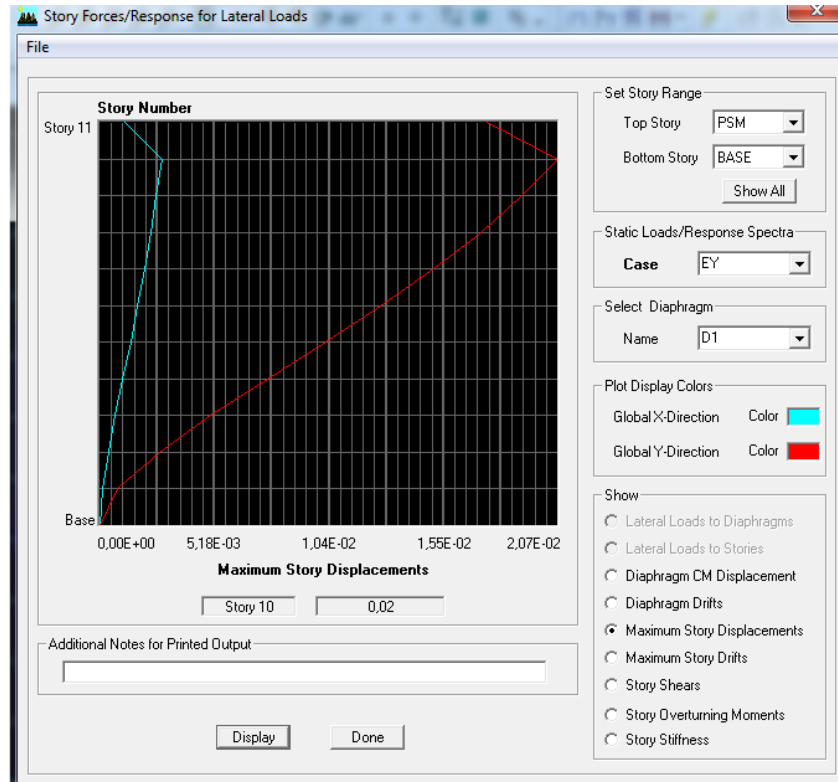 Story Forces/Response for Lateral Loads
File
Story Number
Story 11
Base
0,00E+00 5,18E-03 1,04E-02 1,55E-02 2,07E-02
Maximum Story Displacements
Story 10 0,02
Additional Notes for Printed Output
Display Done
Set Story Range
Top Story PSM
Bottom Story BASE
Show All
Static Loads/Response Spectra
Case EY
Select Diaphragm
Name D1
Plot Display Colors
Global X-Direction Color
Global Y-Direction Color
Show
Lateral Loads to Diaphragms
Lateral Loads to Stories
Diaphragm CM Displacement
Diaphragm Drifts
Maximum Story Displacements
Maximum Story Drifts
Story Shears
Story Overturning Moments
Story Stiffness